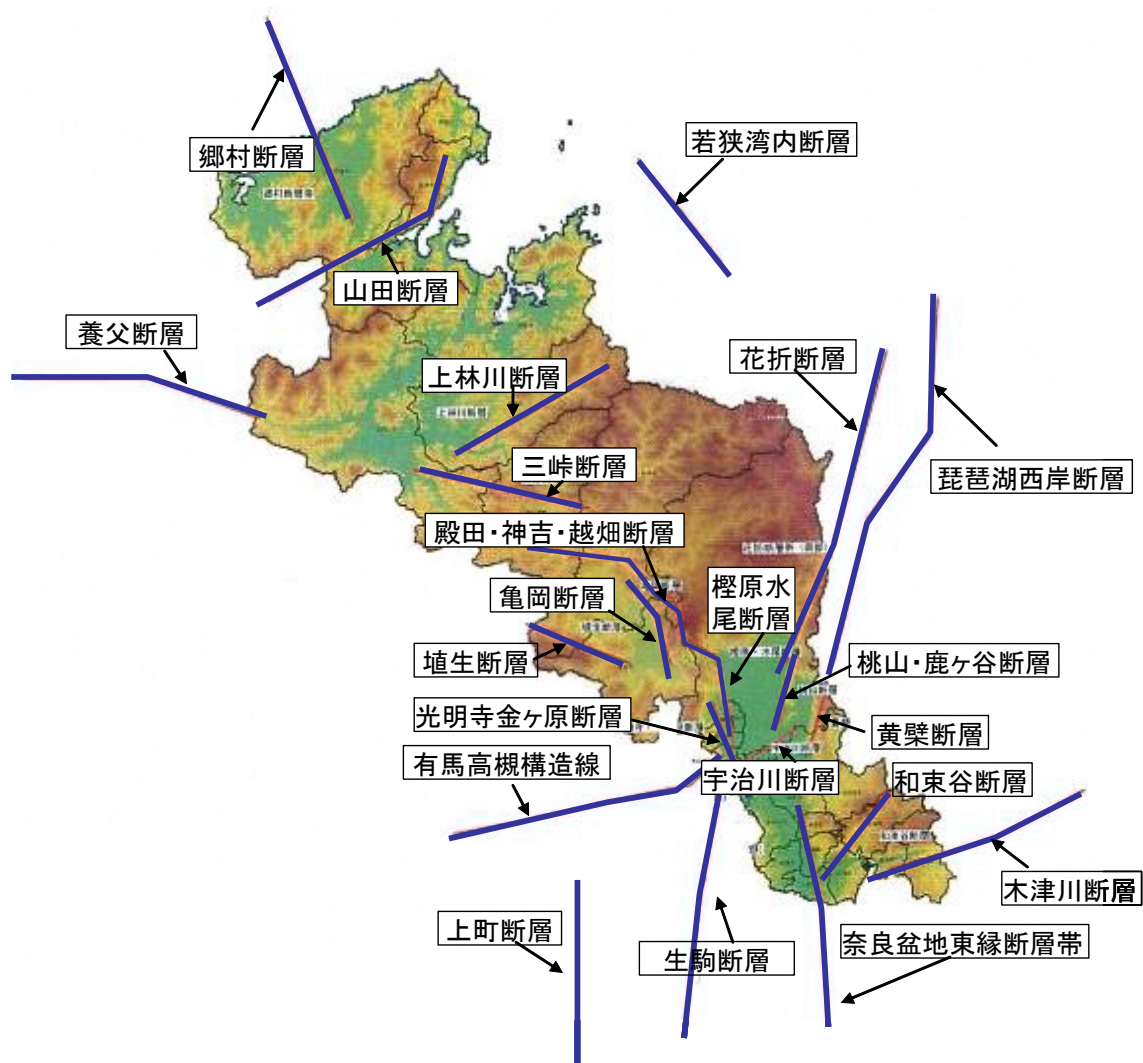 郷村断層
若狭湾内断層
山田断層
養父断層
花折断層
上林川断層
琵琶湖西岸断層
三峠断層
殿田・神吉・越畑断層
樫原水
尾断層
亀岡断層
埴生断層
桃山・鹿ヶ谷断層
光明寺金ヶ原断層
黄檗断層
有馬高槻構造線
宇治川断層
和束谷断層
木津川断層
上町断層
生駒断層
奈良盆地東縁断層帯